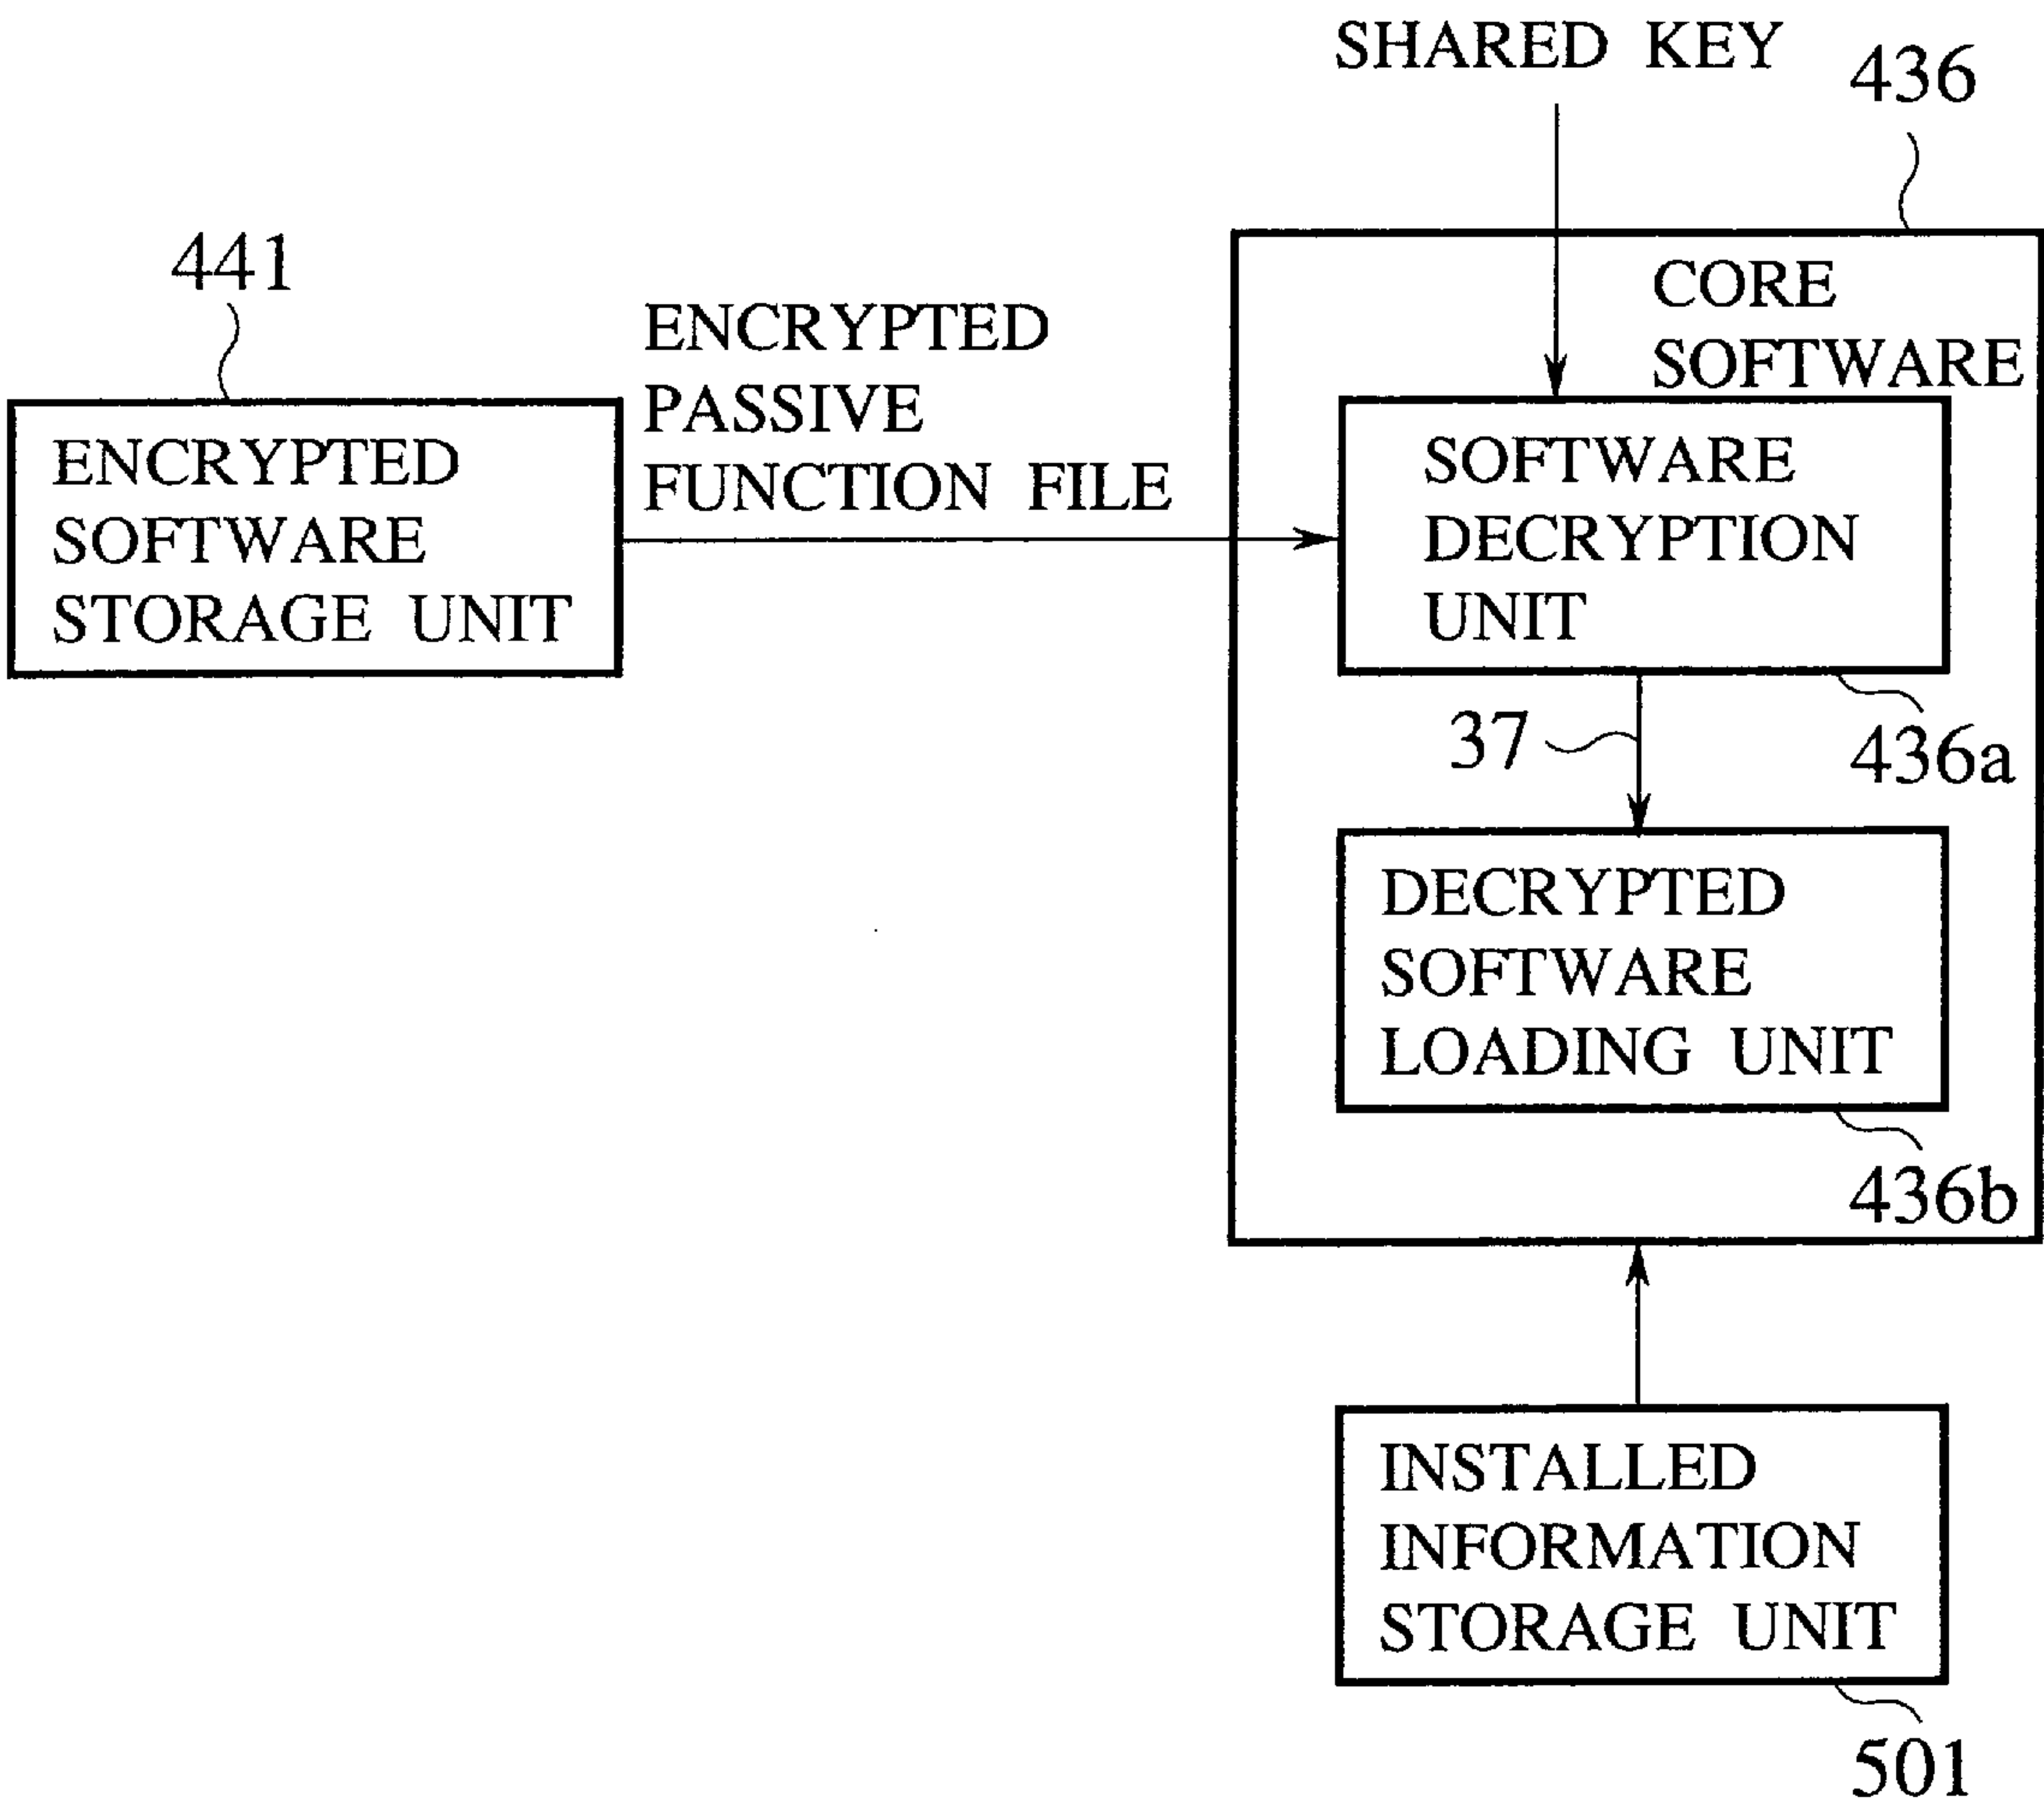 SHARED KEY
436
441
ENCRYPTED
PASSIVE
FUNCTION FILE
ENCRYPTED
SOFTWARE
STORAGE UNIT
CORE
SOFTWARE
SOFTWARE
DECRYPTION
UNIT
37
436a
DECRYPTED
SOFTWARE
LOADING UNIT
436b
INSTALLED
INFORMATION
STORAGE UNIT
501